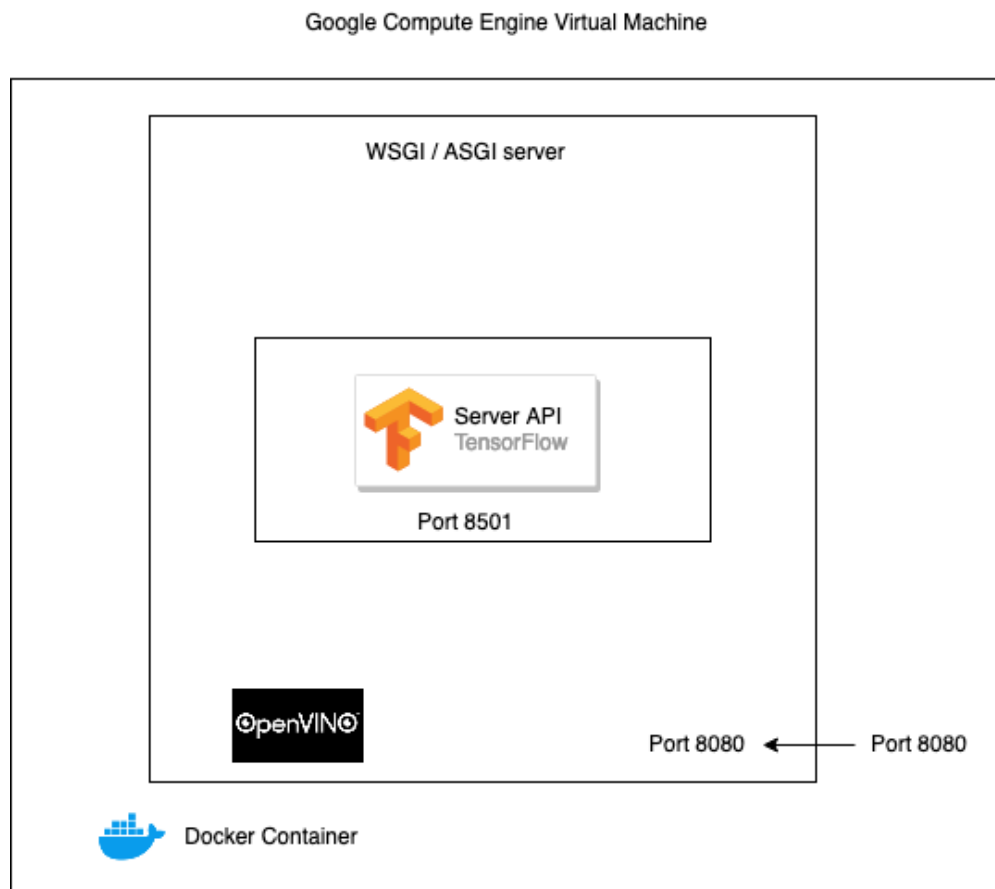 Google Compute Engine Virtual Machine
WSGI / ASGI server
Server API
TensorFlow
Port 8501
OpenVINO
Port 8080
Port 8080
Docker Container